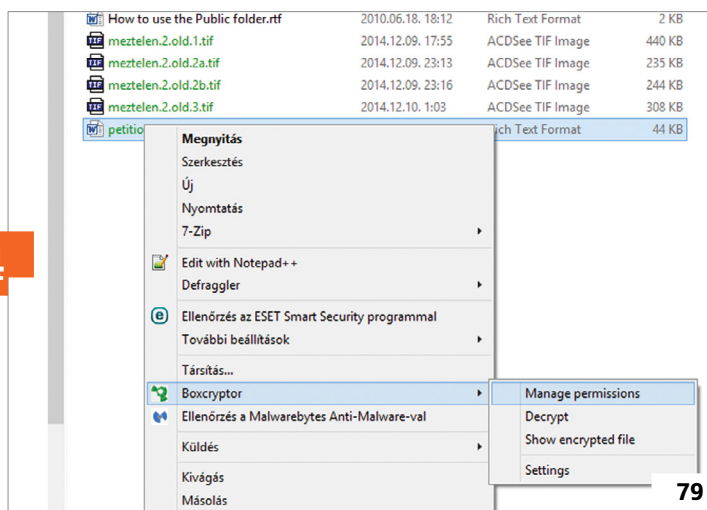 How to use the Public folder.rtf 2010.06.18. 18:12 Rich Text Format 2 KB
meztelen.2.old.1.tif 2014.12.09. 17:55 ACDSee TIF Image 440 KB
meztelen.2.old.2a.tif 2014.12.09. 23:13 ACDSee TIF Image 235 KB
meztelen.2.old.2b.tif 2014.12.09. 23:16 ACDSee TIF Image 244 KB
meztelen.2.old.3.tif 2014.12.10. 1:03 ACDSee TIF Image 308 KB
petitio ich Text Format 44 KB
Megnyitás
Szerkesztés
Új
Nyomtatás
7-Zip
Edit with Notepad++
Defraggler
Ellenőrzés az ESET Smart Security programmal
További beállítások
Társítás...
Boxcryptor
Ellenőrzés a Malwarebytes Anti-Malware-val
Küldés
Kivágás
Másolás
Manage permissions
Decrypt
Show encrypted file
Settings
79